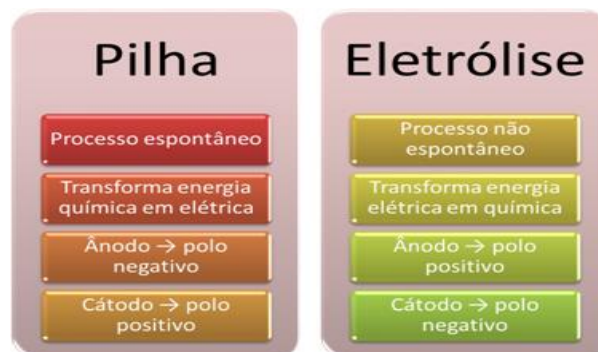 Pilha
Processo espontâneo
Transforma energia
química em elétrica
Ânodo → polo
negativo
Cátodo → polo
positivo
Eletrólise
Processo não
espontâneo
Transforma energia
elétrica em química
Ânodo → polo
positivo
Cátodo → polo
negativo